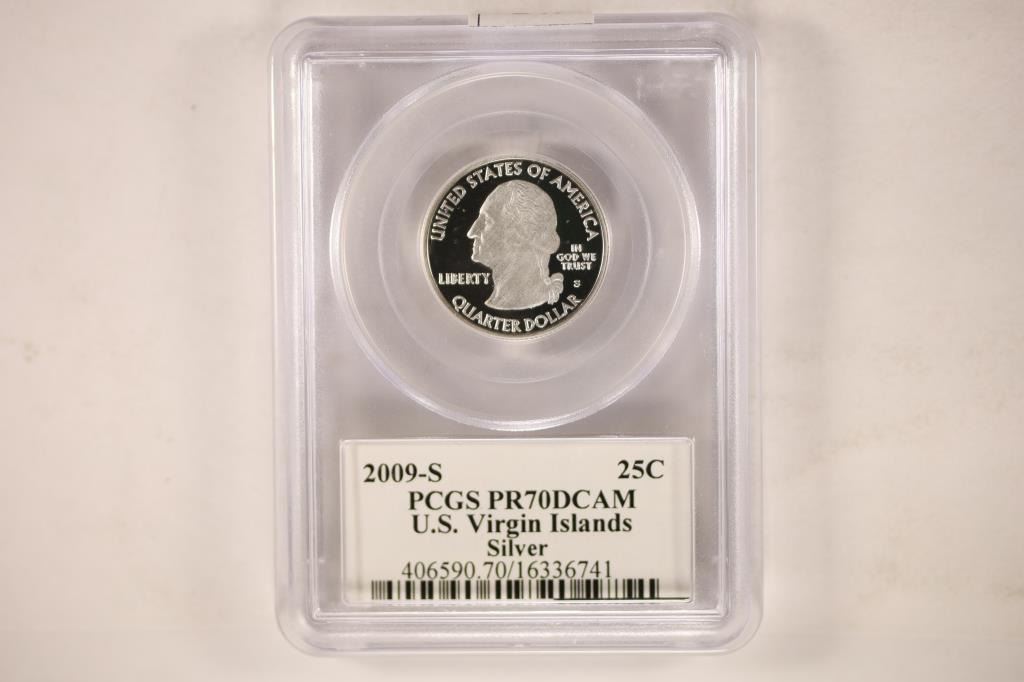 UNITED STATES OF AMERICA
IN
GOD WE
TRUST
LIBERTY
S
QUARTER DOLLAR
2009-S 25C
PCGS PR70DCAM
U.S. Virgin Islands
Silver
406590.70/16336741